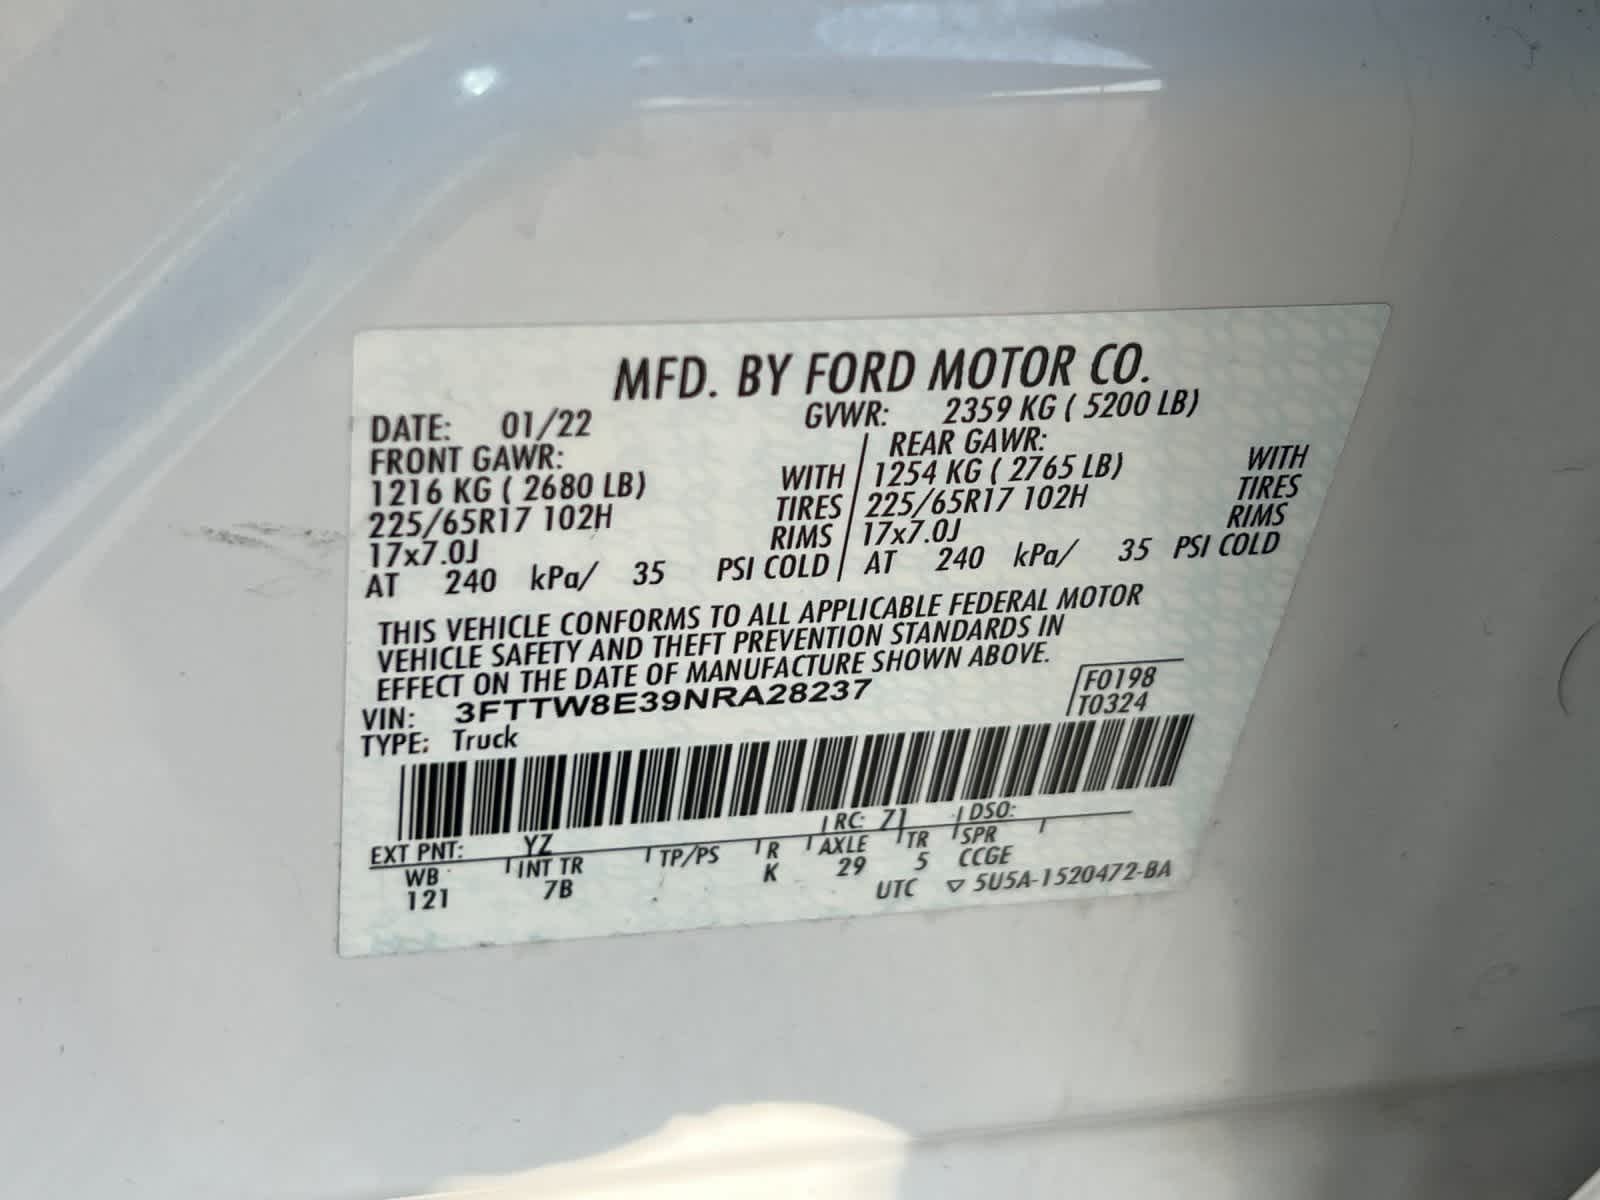 MFD. BY FORD MOTOR CO.
DATE: 01/22 GVWR: 2359 KG ( 5200 LB)
FRONT GAWR: REAR GAWR:
1216 KG ( 2680 LB) WITH 1254 KG ( 2765 LB) WITH
225/65R17 102H TIRES 225/65R17 102H TIRES
17x7.0J RIMS 17x7.0J RIMS
AT 240 kPa/ 35 PSI COLD AT 240 kPa/ 35 PSI COLD
THIS VEHICLE CONFORMS TO ALL APPLICABLE FEDERAL MOTOR
VEHICLE SAFETY AND THEFT PREVENTION STANDARDS IN
EFFECT ON THE DATE OF MANUFACTURE SHOWN ABOVE.
VIN: 3FTTW8E39NRA28237 F0198
TYPE: Truck T0324
EXT PNT: YZ RC: 71 DSO:
WB INT TR TP/PS R AXLE TR SPR
121 7B K 29 5 CCGE
UTC ▽ 5U5A-1520472-BA